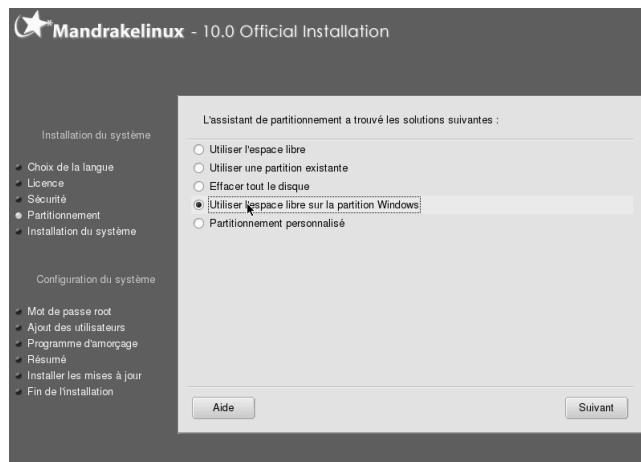 Mandrakelinux - 10.0 Official Installation
Installation du système
Choix de la langue
Licence
Sécurité
Partitionnement
Installation du système
Configuration du système
Mot de passe root
Ajout des utilisateurs
Programme d'amorçage
Résumé
Installer les mises à jour
Fin de l'installation
L'assistant de partitionnement a trouvé les solutions suivantes :
Utiliser l'espace libre
Utiliser une partition existante
Effacer tout le disque
Utiliser l'espace libre sur la partition Windows
Partitionnement personnalisé
Aide
Suivant